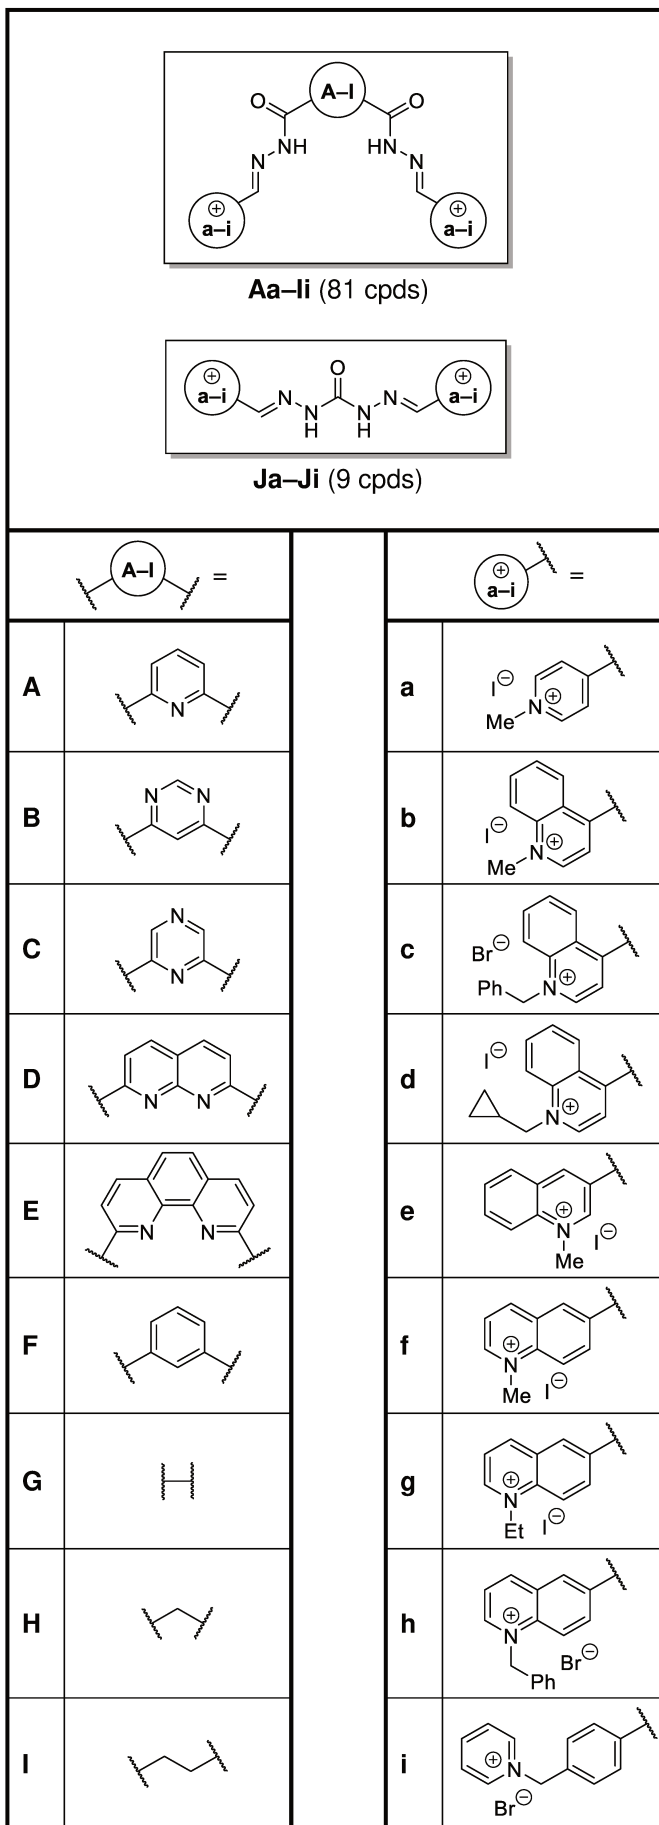 A–I
O O
NH HN
N N
⊕ ⊕
a–i a–i
Aa–Ii (81 cpds)
O
⊕ ⊕
a–i N N N N a–i
H H
Ja–Ji (9 cpds)
A–I =
⊕
a–i =
A
N
a
I⊖
N⊕
Me
B
N N
b
I⊖
N⊕
Me
C
N
N
c
Br⊖
N⊕
Ph
D
N N
d
I⊖
N⊕
E
N N
e
⊕
N I⊖
Me
F
f
⊕
N
Me I⊖
G
g
⊕
N
Et I⊖
H
h
⊕
N
Br⊖
Ph
I
i
⊕
N
Br⊖